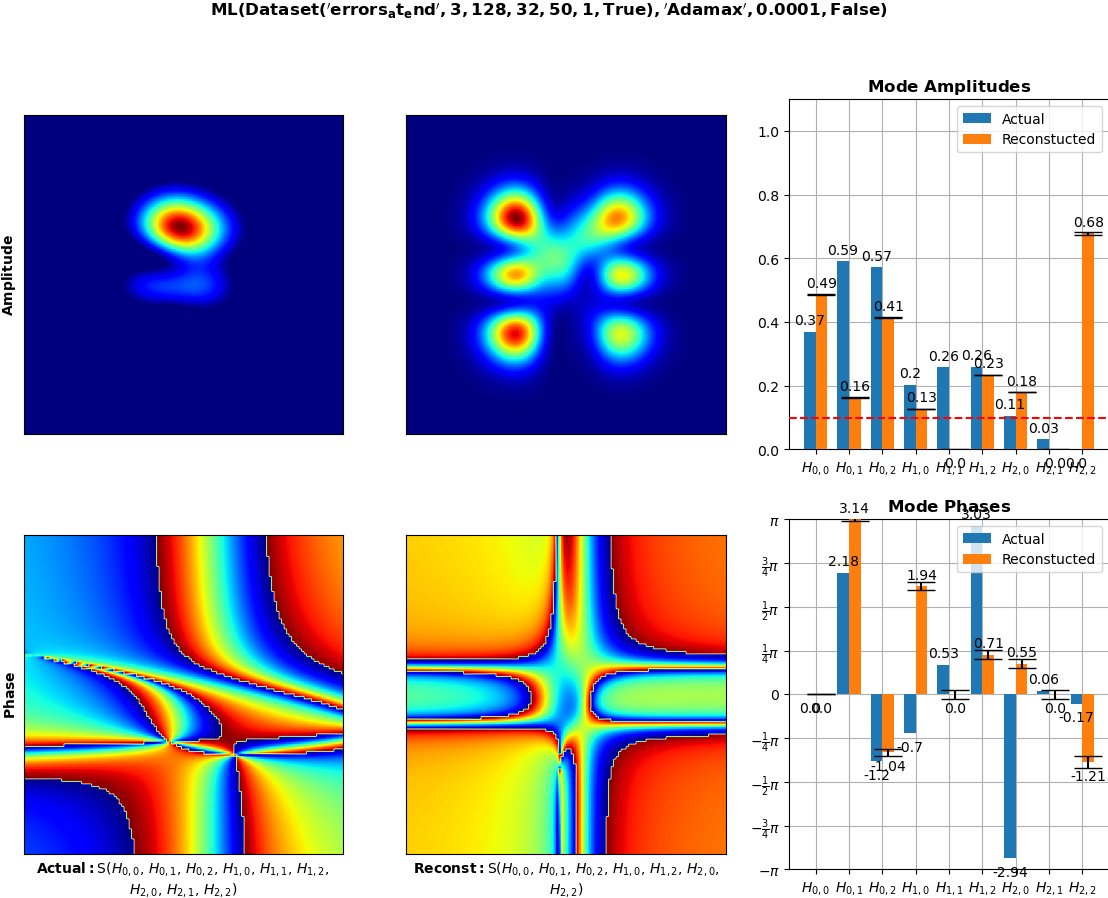 ML(Dataset('errors_at_end', 3, 128, 32, 50, 1, True), 'Adamax', 0.0001, False)
Amplitude
Mode Amplitudes
Actual
Reconstucted
1.0
0.8
0.6
0.4
0.2
0.0
0.37
0.49
0.59
0.16
0.57
0.41
0.2
0.13
0.26
0.0
0.26
0.23
0.11
0.18
0.03
0.0
0.0
0.68
H0,0 H0,1 H0,2 H1,0 H1,1 H1,2 H2,0 H2,1 H2,2
Phase
Actual: S(H0,0, H0,1, H0,2, H1,0, H1,1, H1,2,
H2,0, H2,1, H2,2)
Reconst: S(H0,0, H0,1, H0,2, H1,0, H1,2, H2,0,
H2,2)
Mode Phases
Actual
Reconstucted
π
3/4π
1/2π
1/4π
0
−1/4π
−1/2π
−3/4π
−π
0.0
0.0
2.18
3.14
-1.2
-1.04
-0.7
1.94
0.53
0.0
3.03
0.71
-2.94
0.55
0.06
0.0
-0.17
-1.21
H0,0 H0,1 H0,2 H1,0 H1,1 H1,2 H2,0 H2,1 H2,2